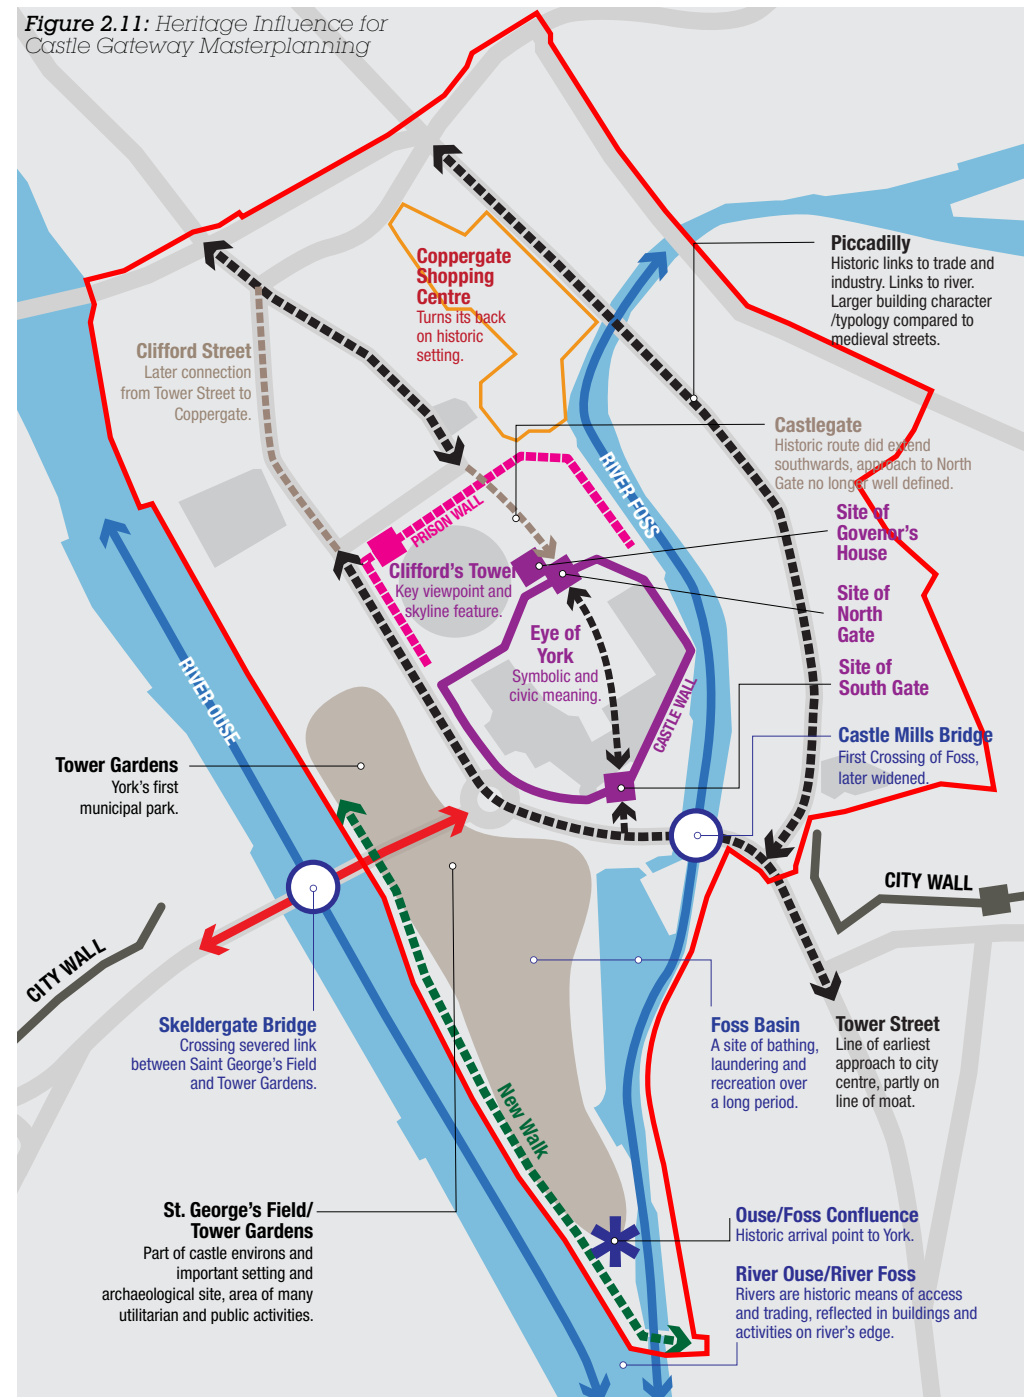 Figure 2.11: Heritage Influence for
Castle Gateway Masterplanning
Piccadilly
Historic links to trade and
industry. Links to river.
Larger building character
/typology compared to
medieval streets.
Coppergate
Shopping
Centre
Turns its back
on historic
setting.
Clifford Street
Later connection
from Tower Street to
Coppergate.
Castlegate
Historic route did extend
southwards, approach to North
Gate no longer well defined.
RIVER FOSS
PRISON WALL
Site of
Govenor's
House
Clifford's Tower
Key viewpoint and
skyline feature.
Site of
North
Gate
Eye of
York
Symbolic and
civic meaning.
Site of
South Gate
CASTLE WALL
RIVER OUSE
Castle Mills Bridge
First Crossing of Foss,
later widened.
Tower Gardens
York's first
municipal park.
CITY WALL
CITY WALL
Skeldergate Bridge
Crossing severed link
between Saint George's Field
and Tower Gardens.
Foss Basin
A site of bathing,
laundering and
recreation over
a long period.
Tower Street
Line of earliest
approach to city
centre, partly on
line of moat.
New Walk
St. George's Field/
Tower Gardens
Part of castle environs and
important setting and
archaeological site, area of many
utilitarian and public activities.
Ouse/Foss Confluence
Historic arrival point to York.
River Ouse/River Foss
Rivers are historic means of access
and trading, reflected in buildings and
activities on river's edge.